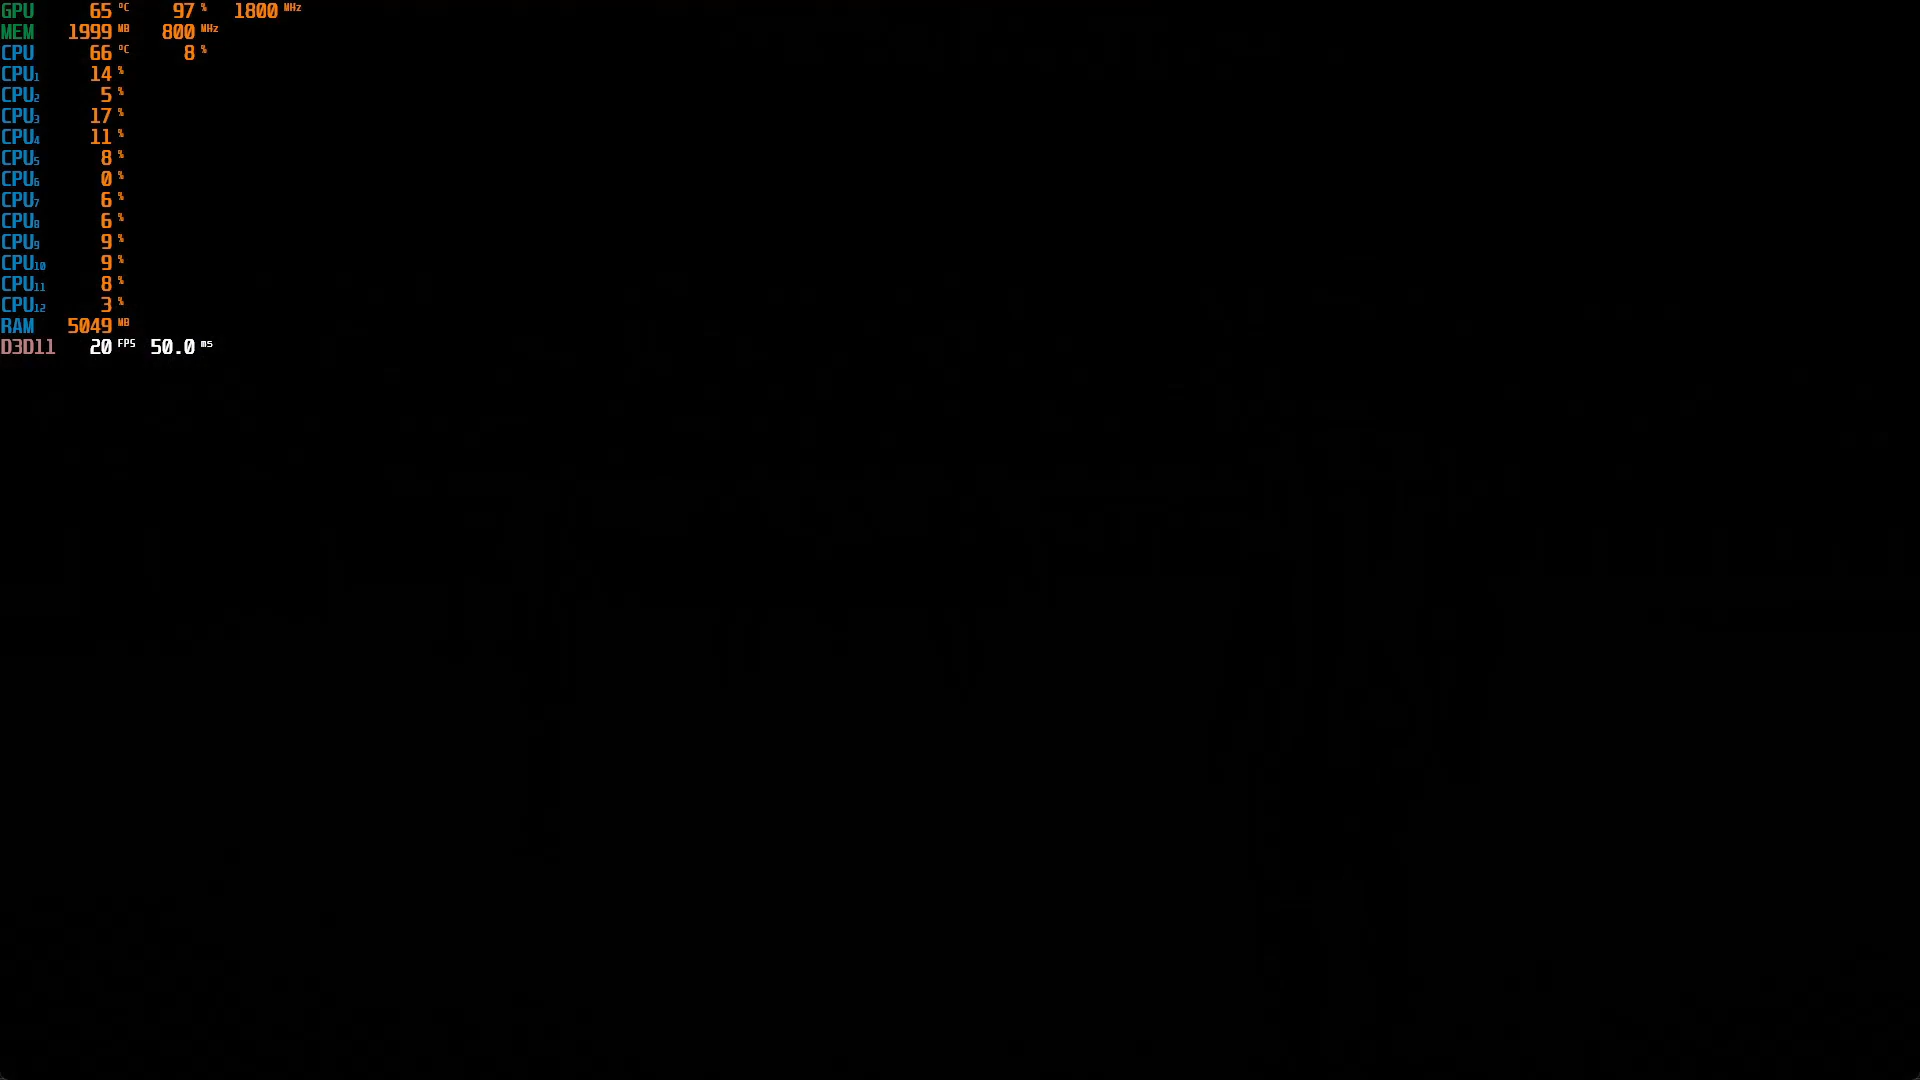 GPU 65 °C 97 % 1800 MHz
MEM 1999 MB 800 MHz
CPU 66 °C 8 %
CPU1 14 %
CPU2 5 %
CPU3 17 %
CPU4 11 %
CPU5 8 %
CPU6 0 %
CPU7 6 %
CPU8 6 %
CPU9 9 %
CPU10 9 %
CPU11 8 %
CPU12 3 %
RAM 5049 MB
D3D11 20 FPS 50.0 ms